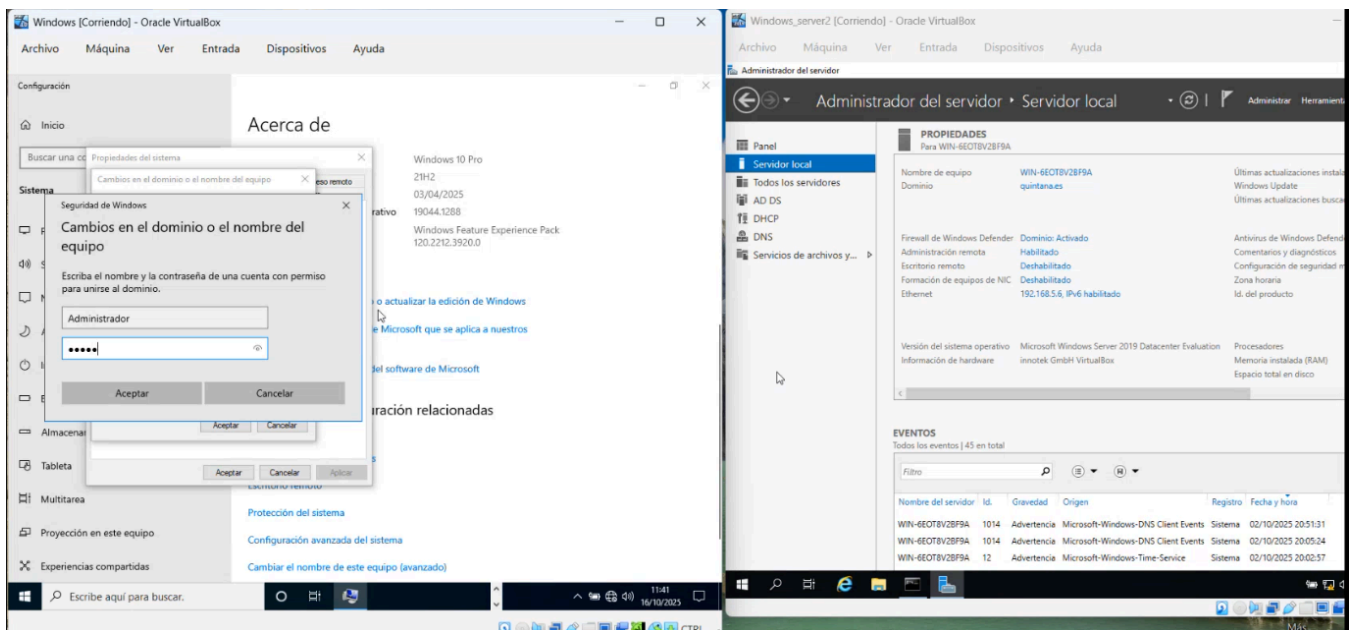 Windows [Corriendo] - Oracle VirtualBox
Archivo Máquina Ver Entrada Dispositivos Ayuda
Configuración
Inicio
Buscar una
Sistema
Almacena
Tableta
Multitarea
Proyección en este equipo
Experiencias compartidas
Acerca de
Windows 10 Pro
21H2
03/04/2025
rativo 19044.1288
Windows Feature Experience Pack
120.2212.3920.0
o actualizar la edición de Windows
de Microsoft que se aplica a nuestros
del software de Microsoft
uración relacionadas
Protección del sistema
Configuración avanzada del sistema
Cambiar el nombre de este equipo (avanzado)
Propiedades del sistema
Cambios en el dominio o el nombre del equipo
eso remoto
Seguridad de Windows
Cambios en el dominio o el nombre del
equipo
Escriba el nombre y la contraseña de una cuenta con permiso
para unirse al dominio.
Administrador
•••••
Aceptar Cancelar
Aceptar Cancelar
Aceptar Cancelar Aplicar
Escribe aquí para buscar.
11:41
16/10/2025
CTRL
Windows_server2 [Corriendo] - Oracle VirtualBox
Archivo Máquina Ver Entrada Dispositivos Ayuda
Administrador del servidor
Administrador del servidor Servidor local
Administrar Herramient
Panel
Servidor local
Todos los servidores
AD DS
DHCP
DNS
Servicios de archivos y...
PROPIEDADES
Para WIN-6EOT8V2BF9A
Nombre de equipo WIN-6EOT8V2BF9A Últimas actualizaciones instala
Dominio quintana.es Windows Update
Últimas actualizaciones busca
Firewall de Windows Defender Dominio: Activado Antivirus de Windows Defend
Administración remota Habilitado Comentarios y diagnósticos
Escritorio remoto Deshabilitado Configuración de seguridad m
Formación de equipos de NIC Deshabilitado Zona horaria
Ethernet 192.168.5.6, IPv6 habilitado Id. del producto
Versión del sistema operativo Microsoft Windows Server 2019 Datacenter Evaluation Procesadores
Información de hardware innotek GmbH VirtualBox Memoria instalada (RAM)
Espacio total en disco
EVENTOS
Todos los eventos | 45 en total
Filtro
Nombre del servidor Id. Gravedad Origen Registro Fecha y hora
WIN-6EOT8V2BF9A 1014 Advertencia Microsoft-Windows-DNS Client Events Sistema 02/10/2025 20:51:31
WIN-6EOT8V2BF9A 1014 Advertencia Microsoft-Windows-DNS Client Events Sistema 02/10/2025 20:05:24
WIN-6EOT8V2BF9A 12 Advertencia Microsoft-Windows-Time-Service Sistema 02/10/2025 20:02:57
Más